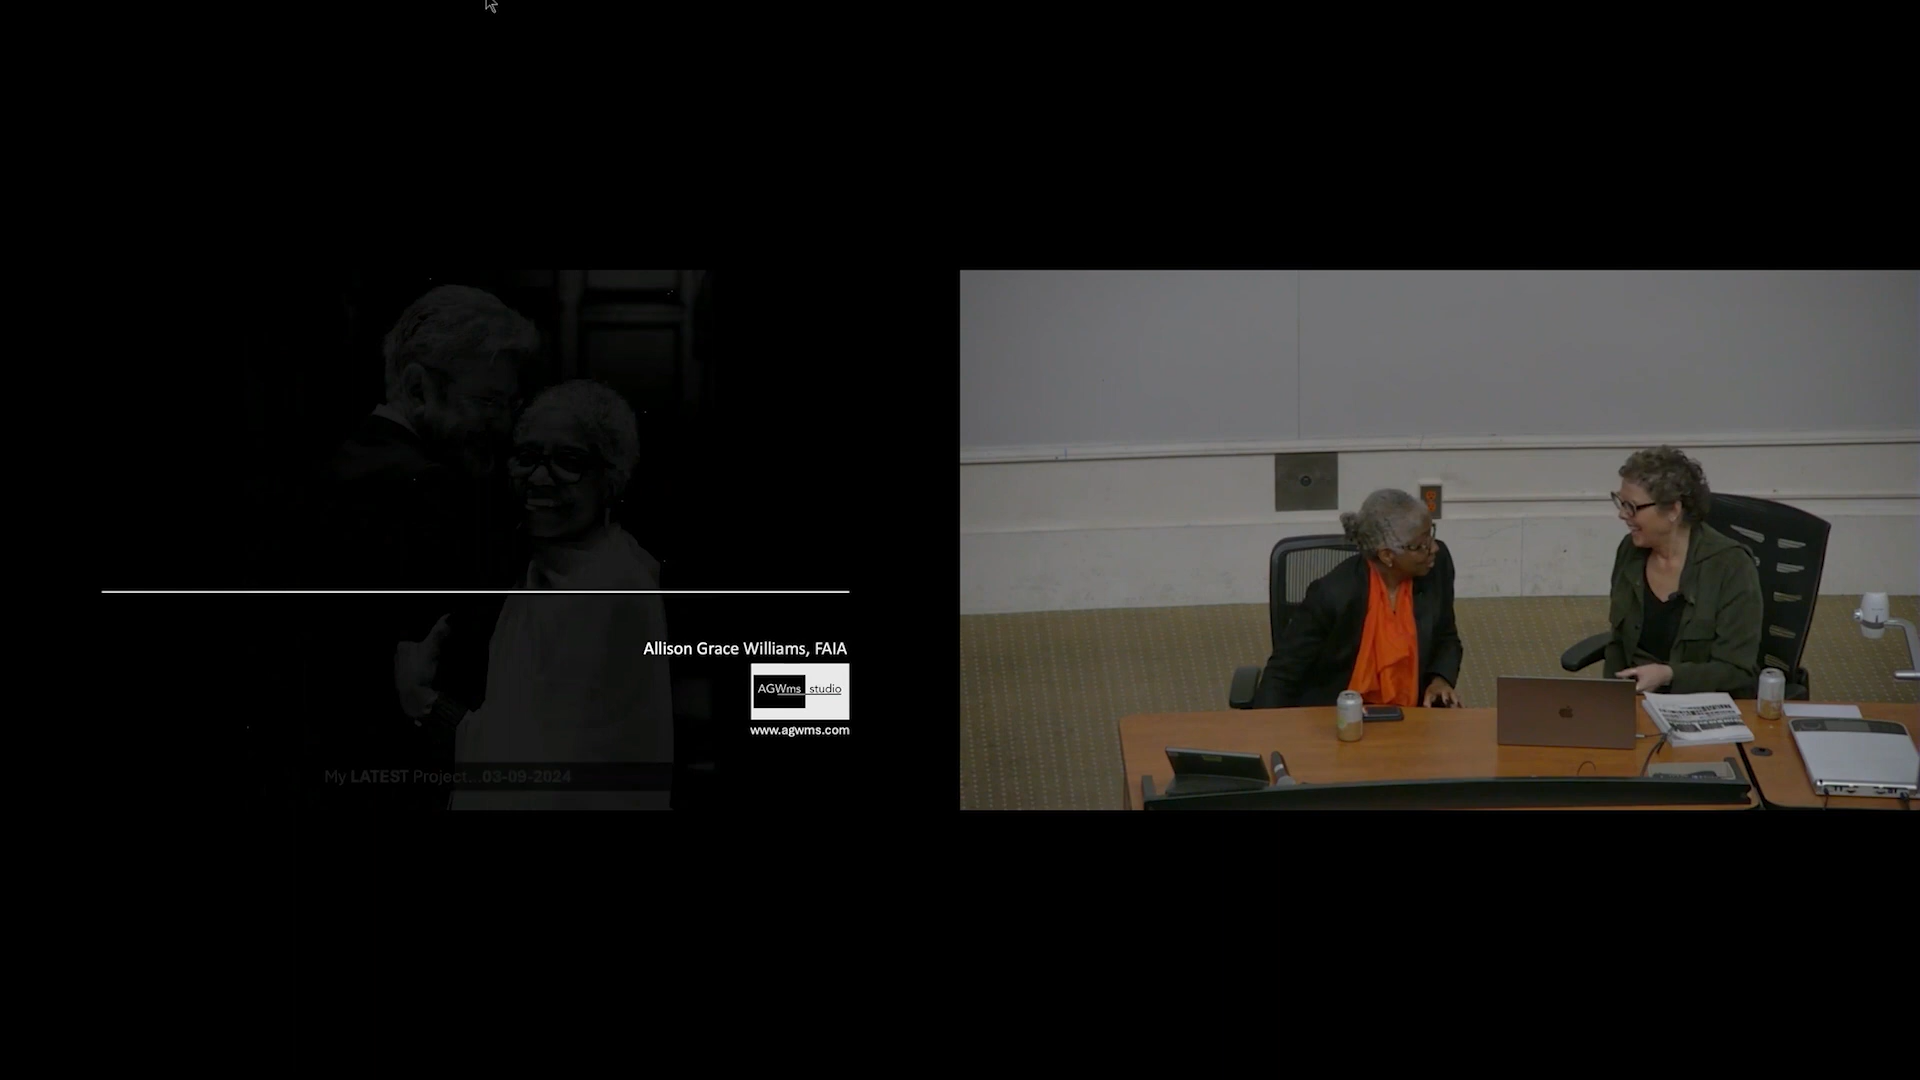 Allison Grace Williams, FAIA
AGWms_studio
www.agwms.com
My LATEST Project...03-09-2024